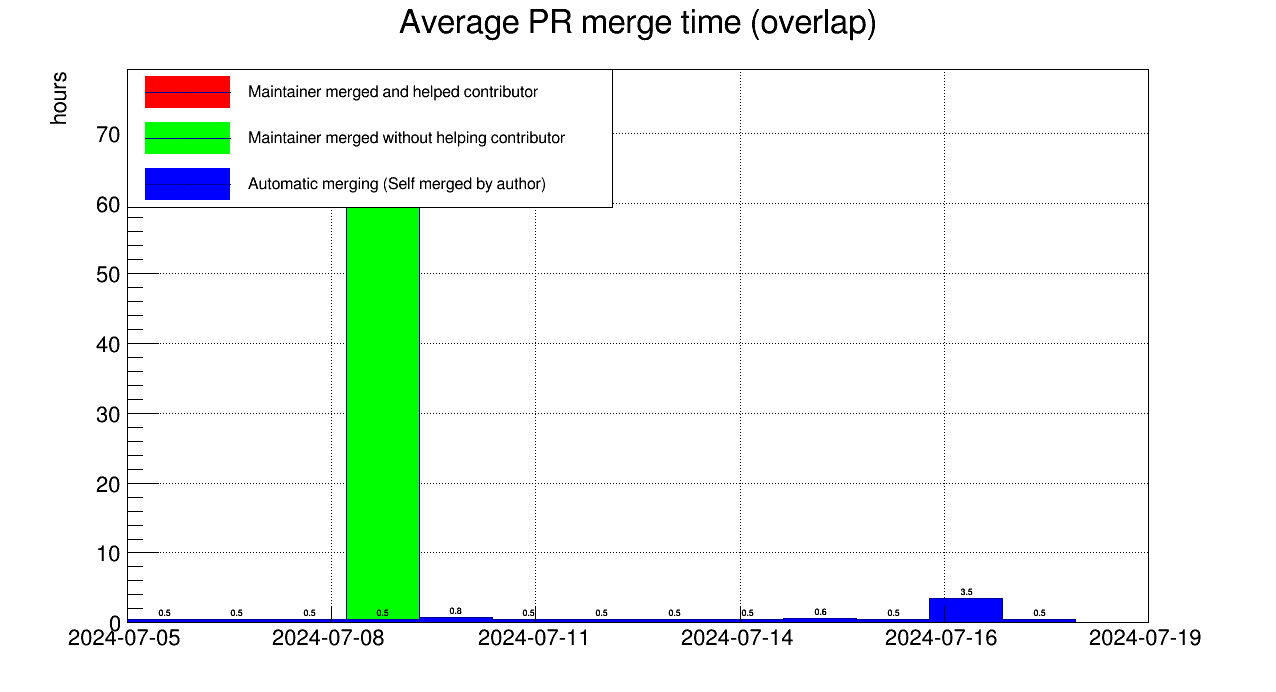 Average PR merge time (overlap)
hours
Maintainer merged and helped contributor
Maintainer merged without helping contributor
Automatic merging (Self merged by author)
70
60
50
40
30
20
10
0
0.5 0.5 0.5 0.5 0.8 0.5 0.5 0.5 0.5 0.6 0.5 3.5 0.5
2024-07-05 2024-07-08 2024-07-11 2024-07-14 2024-07-16 2024-07-19